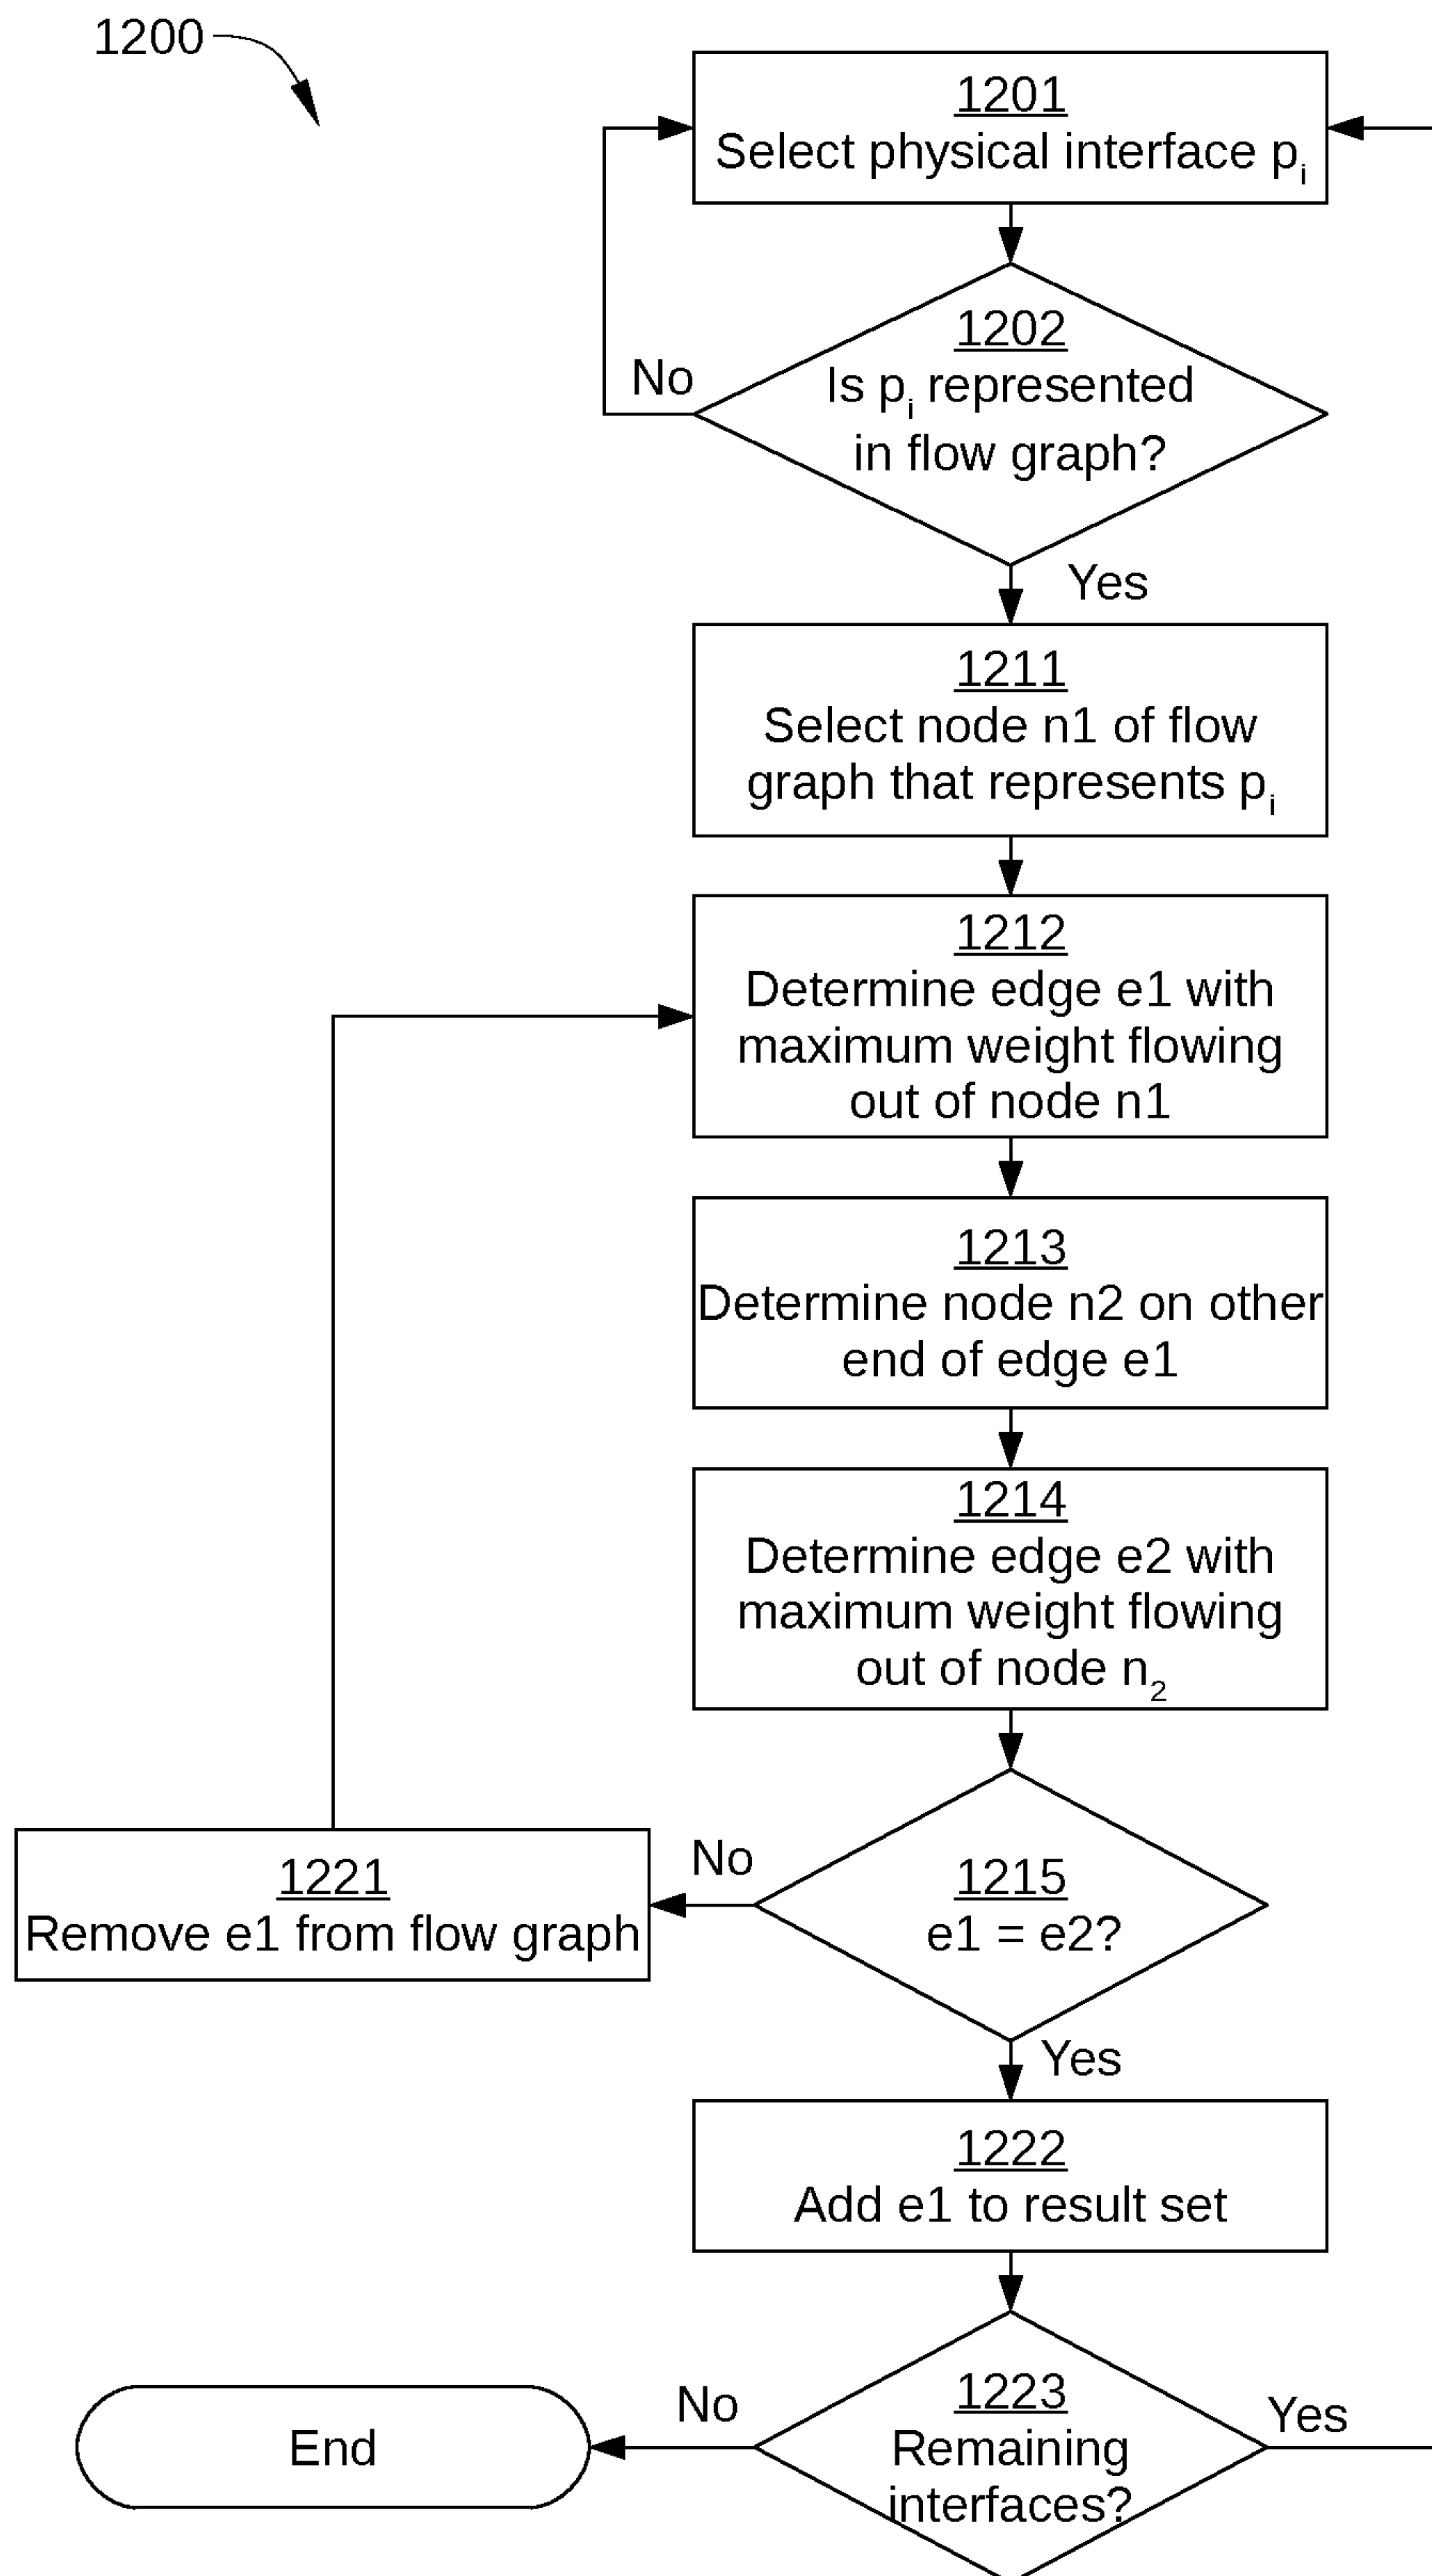 1200
1201
Select physical interface pi
1202
Is pi represented
in flow graph?
No
Yes
1211
Select node n1 of flow
graph that represents pi
1212
Determine edge e1 with
maximum weight flowing
out of node n1
1213
Determine node n2 on other
end of edge e1
1214
Determine edge e2 with
maximum weight flowing
out of node n2
1215
e1 = e2?
No
1221
Remove e1 from flow graph
Yes
1222
Add e1 to result set
1223
Remaining
interfaces?
No
Yes
End